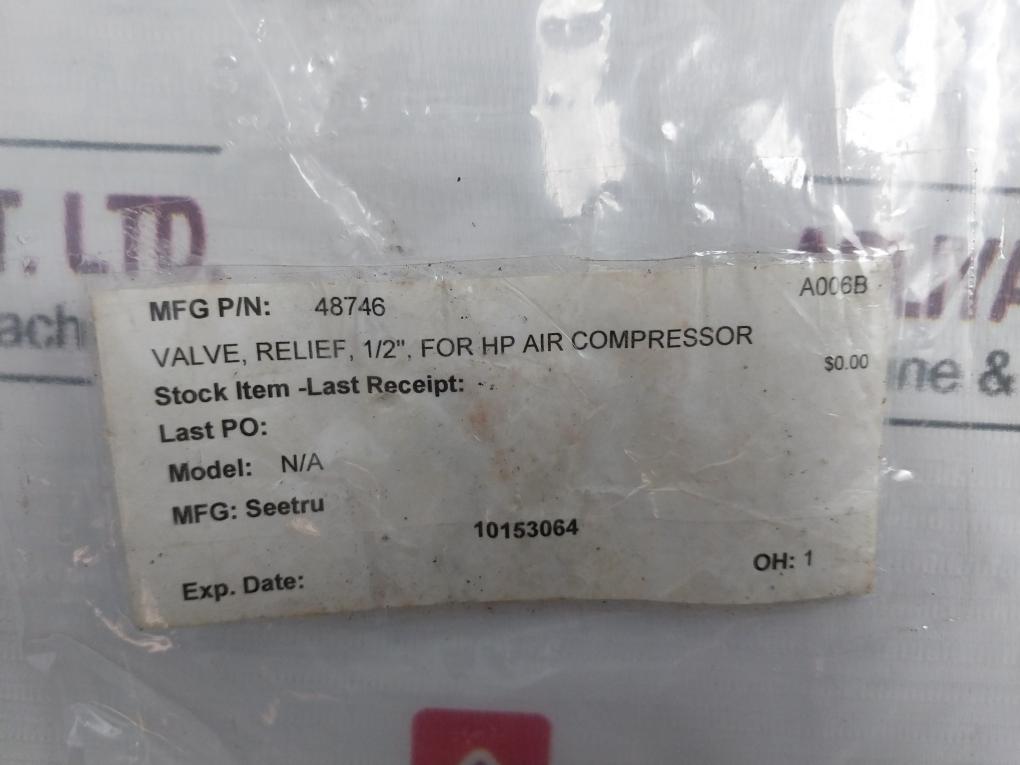 T. LTD.
A006B
MFG P/N: 48746
ach
VALVE, RELIEF, 1/2", FOR HP AIR COMPRESSOR
$0.00
ine &
Stock Item -Last Receipt:
Last PO:
Model: N/A
MFG: Seetru
10153064
OH: 1
Exp. Date: